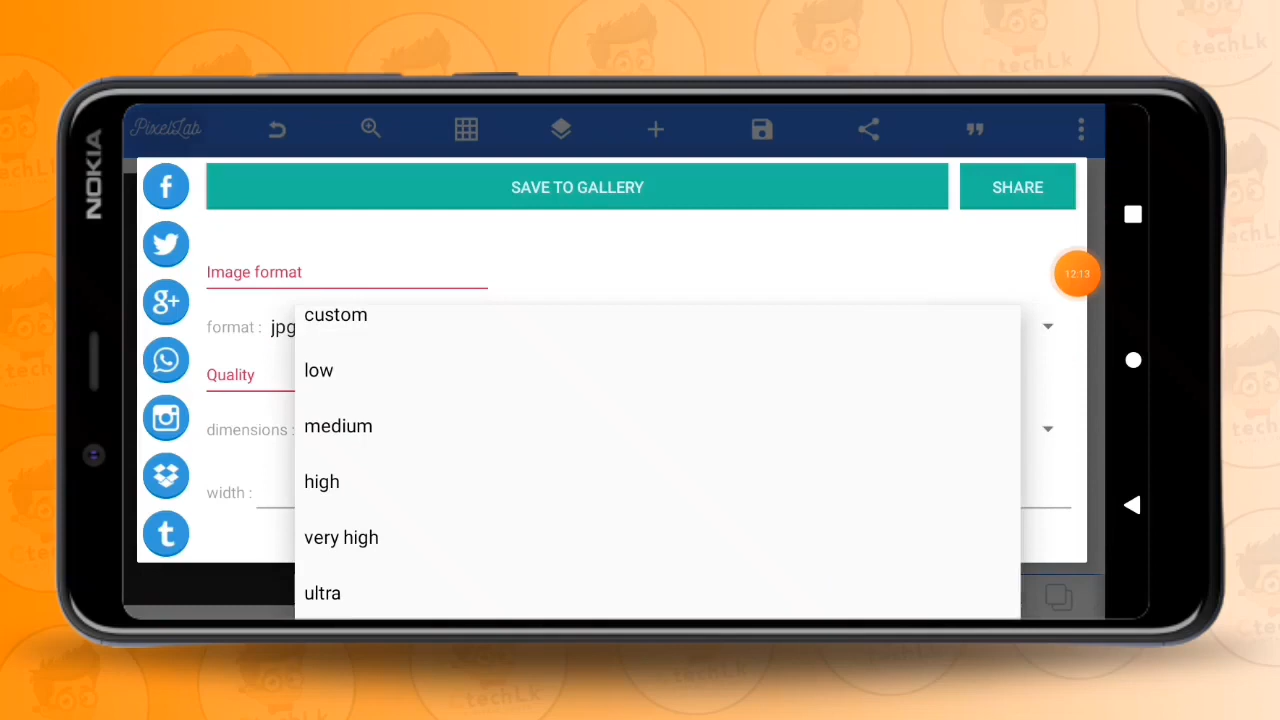 NOKIA
PixelLab
SAVE TO GALLERY
SHARE
Image format
12:13
format : jpg
custom
low
Quality
medium
dimensions :
high
width :
very high
ultra
CtechLk